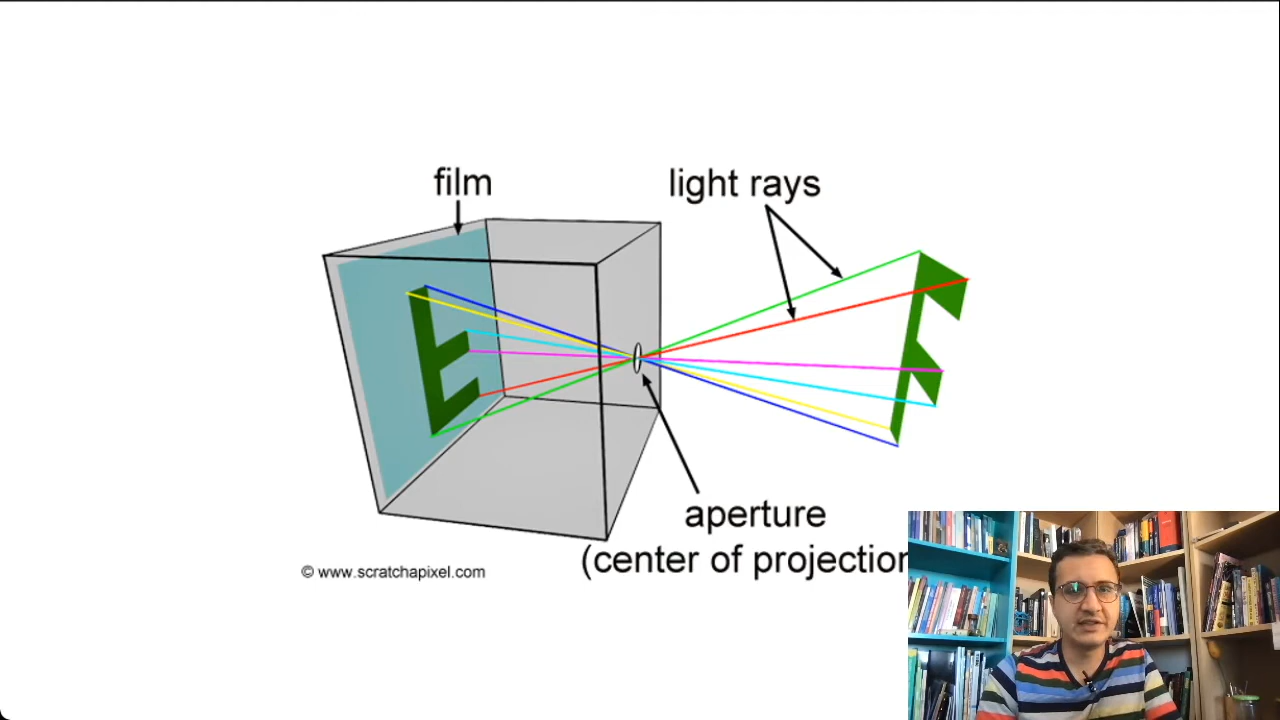 film
light rays
aperture
(center of projection
© www.scratchapixel.com